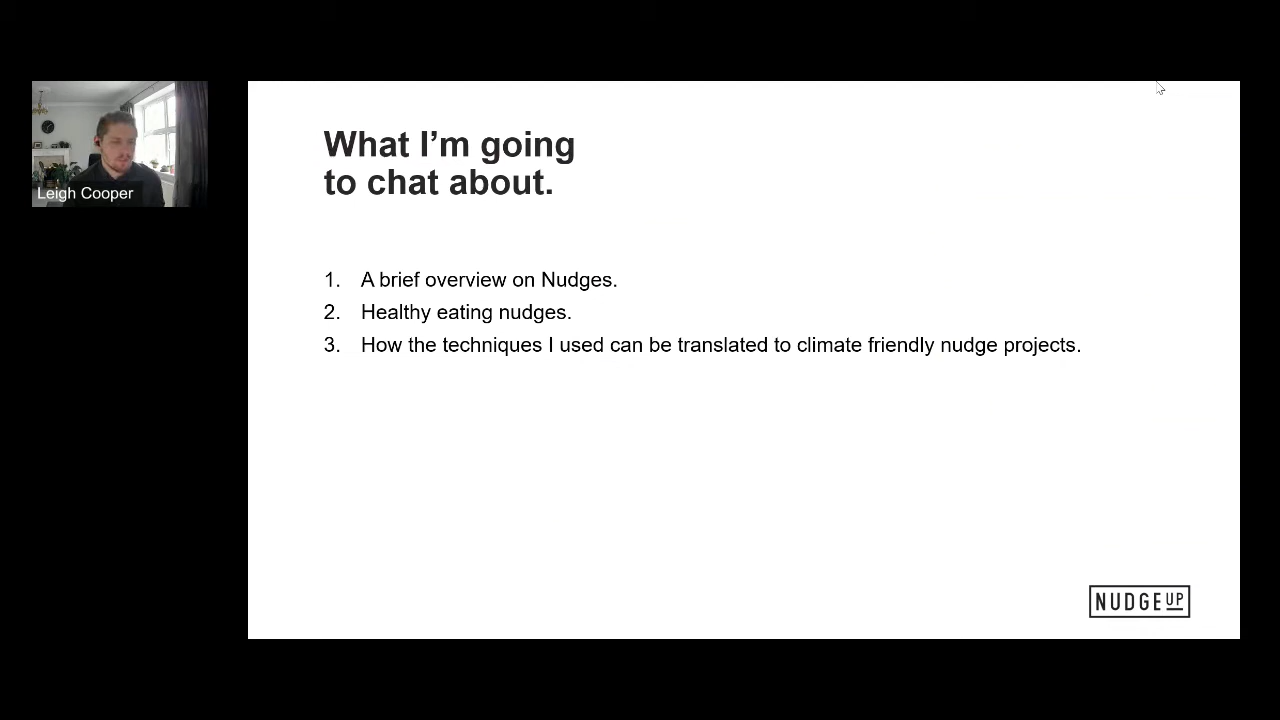 Leigh Cooper
What I’m going
to chat about.
1. A brief overview on Nudges.
2. Healthy eating nudges.
3. How the techniques I used can be translated to climate friendly nudge projects.
NUDGE UP